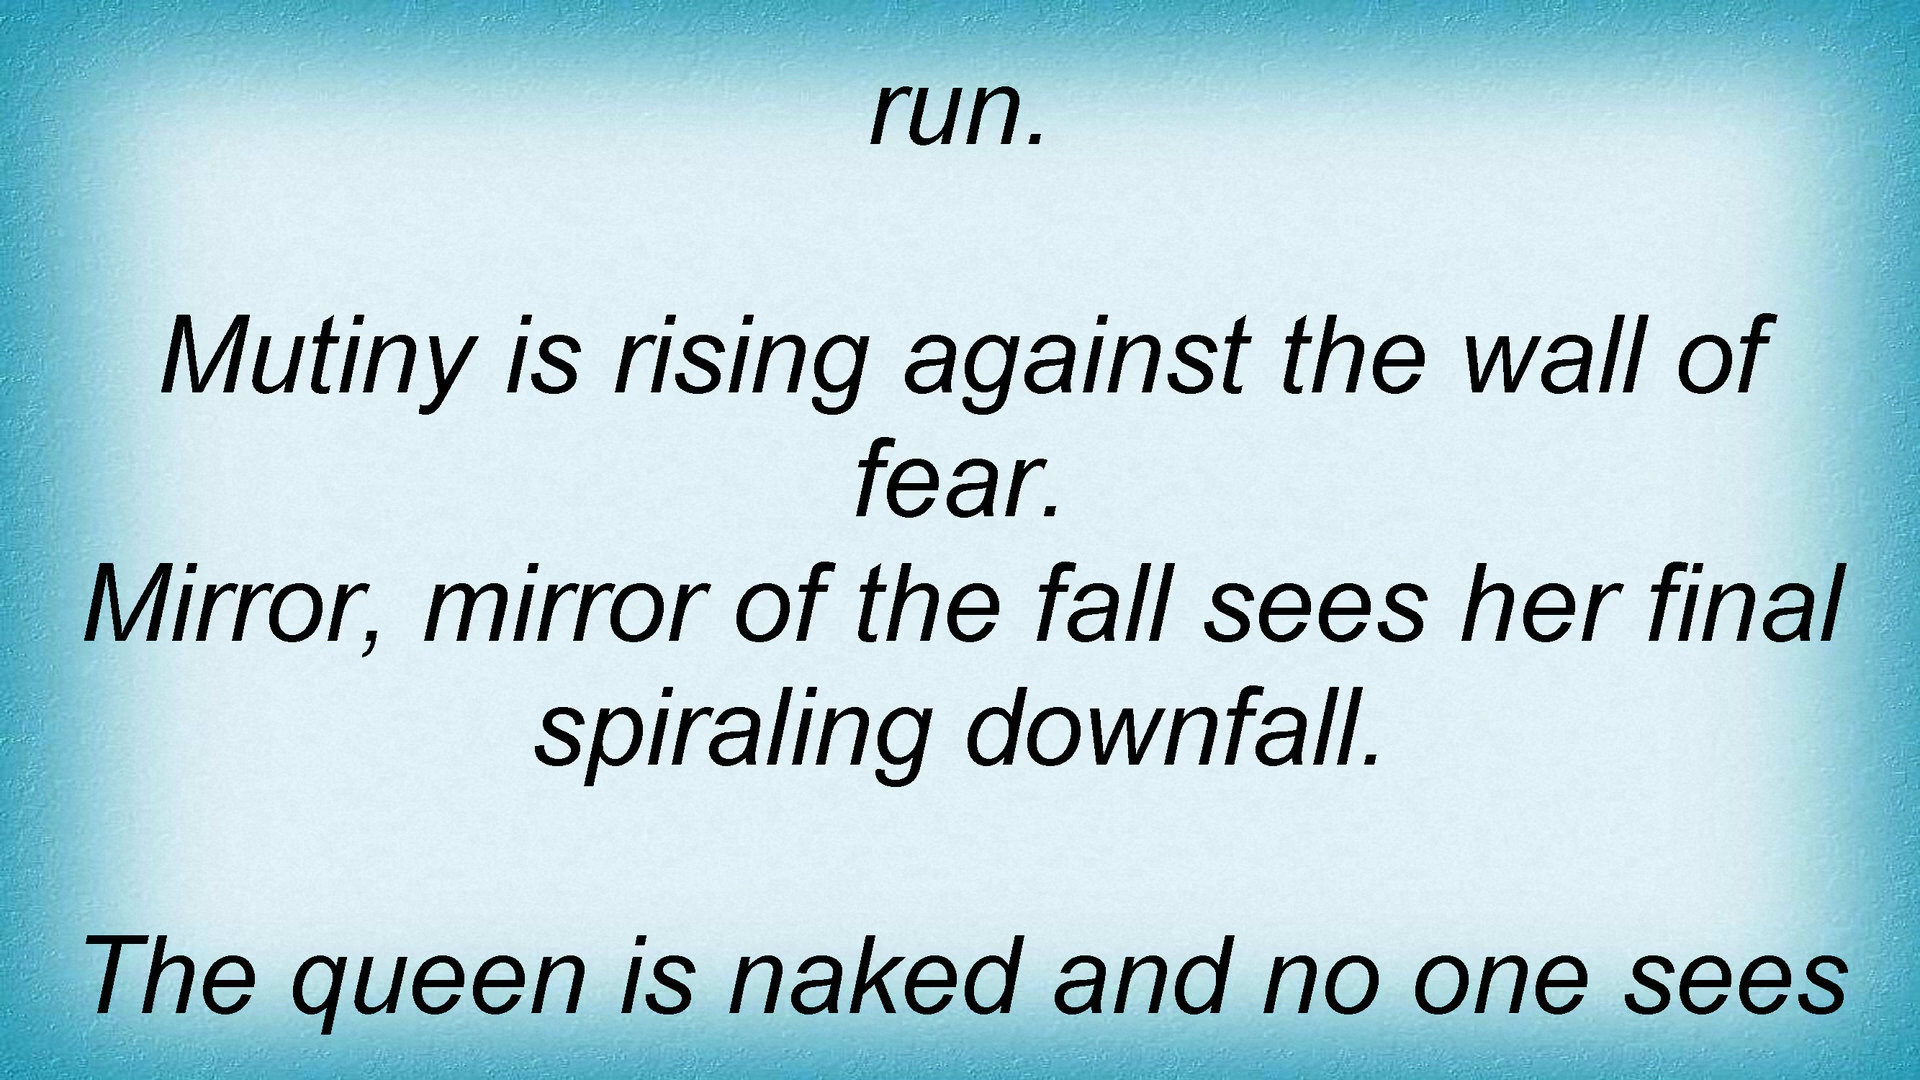 run.
Mutiny is rising against the wall of
fear.
Mirror, mirror of the fall sees her final
spiraling downfall.
The queen is naked and no one sees